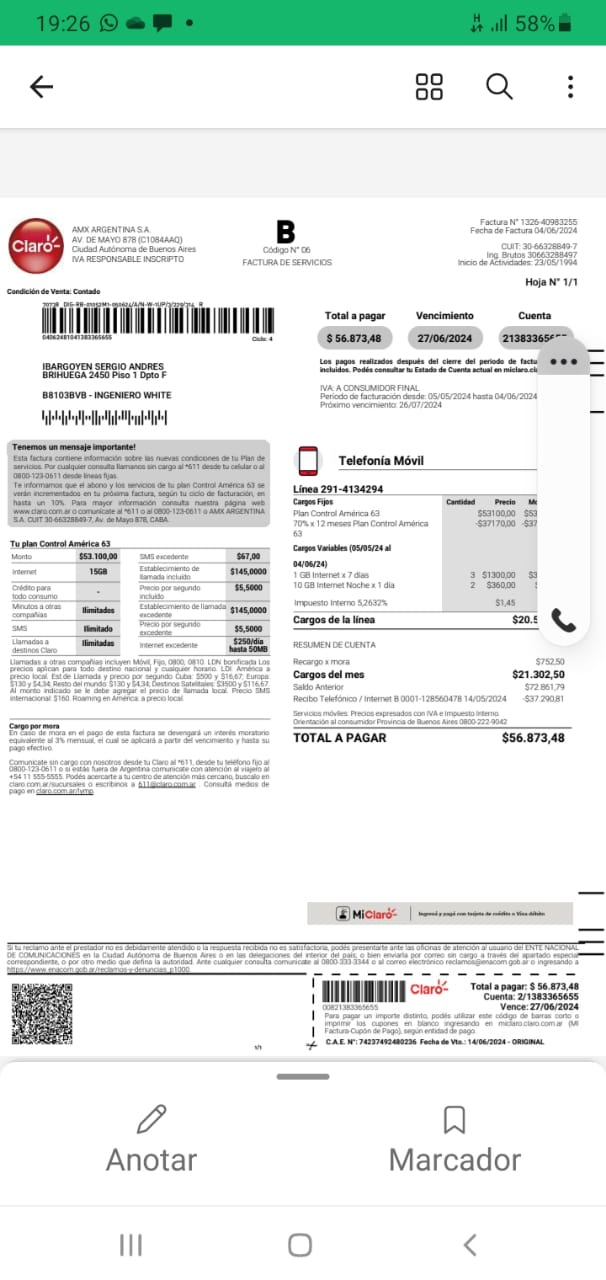 19:26
58%
Claro
AMX ARGENTINA S.A.
AV. DE MAYO 878 (C1084AAQ)
Ciudad Autónoma de Buenos Aires
IVA RESPONSABLE INSCRIPTO
B
Código N° 06
FACTURA DE SERVICIOS
Factura N° 1326-40983255
Fecha de Factura 04/06/2024
CUIT: 30-66328849-7
Ing. Brutos 30663288497
Inicio de Actividades: 23/05/1994
Hoja N° 1/1
Condición de Venta: Contado
04062481041383365655
Ciclo: 4
Total a pagar
Vencimiento
Cuenta
$ 56.873,48
27/06/2024
21383365
Los pagos realizados después del cierre del periodo de factu
incluidos. Podés consultar tu Estado de Cuenta actual en miclaro.cl
IBARGOYEN SERGIO ANDRES
BRIHUEGA 2450 Piso 1 Dpto F
B8103BVB - INGENIERO WHITE
IVA: A CONSUMIDOR FINAL
Período de facturación desde: 05/05/2024 hasta 04/06/2024
Próximo vencimiento: 26/07/2024
Tenemos un mensaje importante!
Esta factura contiene información sobre las nuevas condiciones de tu Plan de
servicios. Por cualquier consulta llamanos sin cargo al *611 desde tu celular o al
0800-123-0611 desde líneas fijas.
Te informamos que el abono y los servicios de tu plan Control América 63 se
verán incrementados en tu próxima factura, según tu ciclo de facturación, en
hasta un 10%. Para mayor información consulta nuestra página web
www.claro.com.ar o comunicate al *611 o al 0800-123-0611 o AMX ARGENTINA
S.A. CUIT 30-66328849-7, Av. de Mayo 878, CABA.
Tu plan Control América 63
Monto $53.100,00 SMS excedente $67,00
Internet 15GB Establecimiento de llamada incluido $145,0000
Crédito para todo consumo - Precio por segundo incluido $5,5000
Minutos a otras compañías Ilimitados Establecimiento de llamada excedente $145,0000
SMS Ilimitado Precio por segundo excedente $5,5000
Llamadas a destinos Claro Ilimitadas Internet excedente $250/día hasta 50MB
Llamadas a otras compañías incluyen Móvil, Fijo, 0800, 0810. LDN bonificada Los
precios aplican para todo destino nacional y cualquier horario. LDI: América a
precio local. Est.de Llamada y precio por segundo Cuba: $500 y $16,67; Europa:
$130 y $4,34; Resto del mundo: $130 y $4,34; Destinos Satelitales: $3500 y $116,67.
Al monto indicado se le debe agregar el precio de llamada local. Precio SMS
Internacional: $160. Roaming en América: a precio local.
Cargo por mora
En caso de mora en el pago de esta factura se devengará un interés moratorio
equivalente al 3% mensual, el cual se aplicará a partir del vencimiento y hasta su
pago efectivo.
Comunicate sin cargo con nosotros desde tu Claro al *611, desde tu teléfono fijo al
0800-123-0611 o si estás fuera de Argentina comunicate con atención al viajero al
+54 11 555-5555. Podés acercarte a tu centro de atención más cercano, buscalo en
claro.com.ar/sucursales o escribinos a 611@claro.com.ar . Consultá medios de
pago en claro.com.ar/tymp.
Telefonía Móvil
Línea 291-4134294
Cargos Fijos Cantidad Precio
Plan Control América 63 $53100,00 $53
70% x 12 meses Plan Control América -$37170,00 -$37
63
Cargos Variables (05/05/24 al
04/06/24)
1 GB Internet x 7 días 3 $1300,00 $3
10 GB Internet Noche x 1 día 2 $360,00
Impuesto Interno 5,2632% $1,45
Cargos de la línea $20.5
RESUMEN DE CUENTA
Recargo x mora $752,50
Cargos del mes $21.302,50
Saldo Anterior $72.861,79
Recibo Telefónico / Internet B 0001-128560478 14/05/2024 -$37.290,81
Servicios móviles: Precios expresados con IVA e Impuesto Interno.
Orientación al consumidor Provincia de Buenos Aires 0800-222-9042
TOTAL A PAGAR $56.873,48
MiClaro
Ingresá y pagá con tarjeta de crédito o Visa débito
Si tu reclamo ante el prestador no es debidamente atendido o la respuesta recibida no es satisfactoria, podés presentarte ante las oficinas de atención al usuario del ENTE NACIONAL
DE COMUNICACIONES en la Ciudad Autónoma de Buenos Aires o en las delegaciones del interior del país; o bien enviarla por correo sin cargo a través del apartado especial
correspondiente, o por otro medio que defina la autoridad. Ante cualquier consulta comunicate al 0800-333-3344 o al correo electrónico reclamos@enacom.gob.ar o ingresando a
https://www.enacom.gob.ar/reclamos-y-denuncias_p1000.
Claro
Total a pagar: $ 56.873,48
Cuenta: 2/1383365655
Vence: 27/06/2024
00821383365655
Para pagar un importe distinto, podés utilizar este código de barras corto o
imprimir los cupones en blanco ingresando en miclaro.claro.com.ar (Mi
Factura-Cupón de Pago), según entidad de pago.
C.A.E. N°: 74237492480236 Fecha de Vto.: 14/06/2024 - ORIGINAL
1/1
Anotar
Marcador